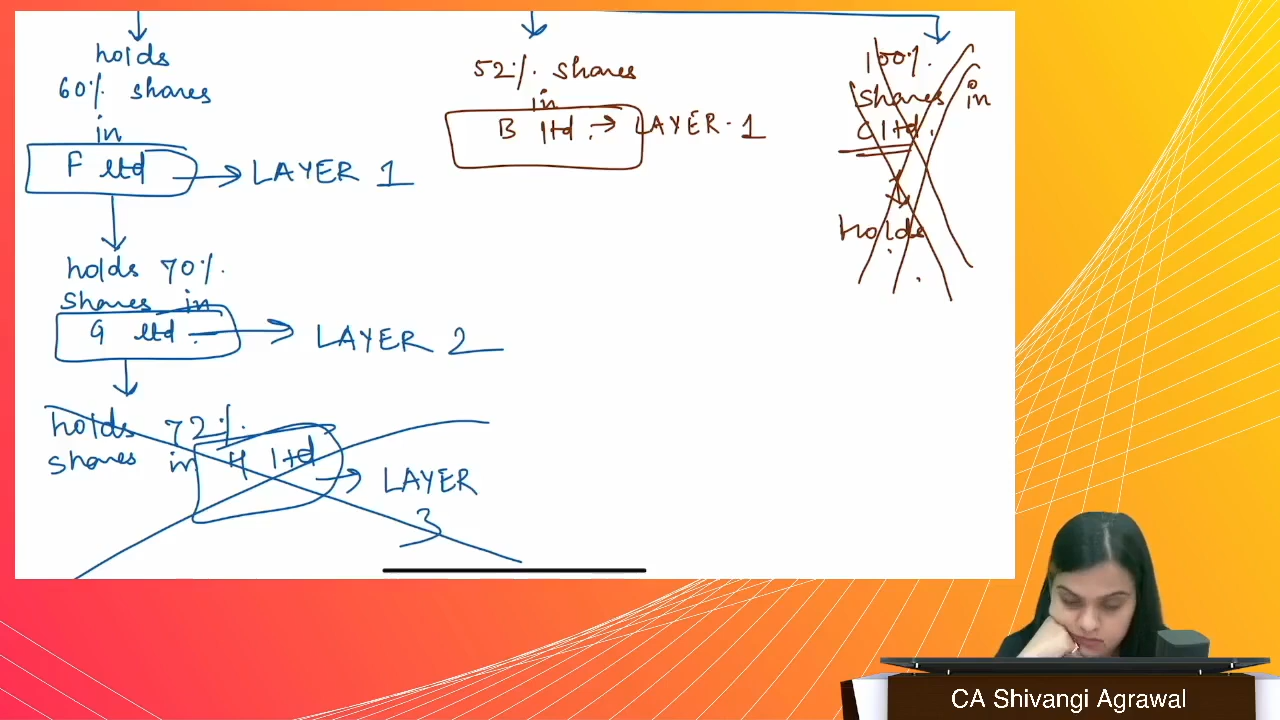 holds
60% shares
in
F ltd → LAYER 1
holds 70%.
shares in
G ltd. → LAYER 2
holds 72%.
shares in H ltd → LAYER
3
52%. shares
in
B ltd. → LAYER-1
100%.
shares in
C ltd.
holds
CA Shivangi Agrawal